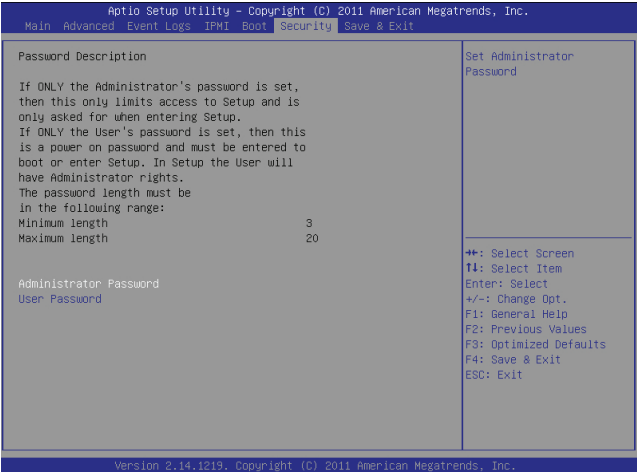 Aptio Setup Utility – Copyright (C) 2011 American Megatrends, Inc.
Main Advanced Event Logs IPMI Boot Security Save & Exit
Password Description
If ONLY the Administrator's password is set,
then this only limits access to Setup and is
only asked for when entering Setup.
If ONLY the User's password is set, then this
is a power on password and must be entered to
boot or enter Setup. In Setup the User will
have Administrator rights.
The password length must be
in the following range:
Minimum length 3
Maximum length 20
Administrator Password
User Password
Set Administrator
Password
→←: Select Screen
↑↓: Select Item
Enter: Select
+/-: Change Opt.
F1: General Help
F2: Previous Values
F3: Optimized Defaults
F4: Save & Exit
ESC: Exit
Version 2.14.1219. Copyright (C) 2011 American Megatrends, Inc.